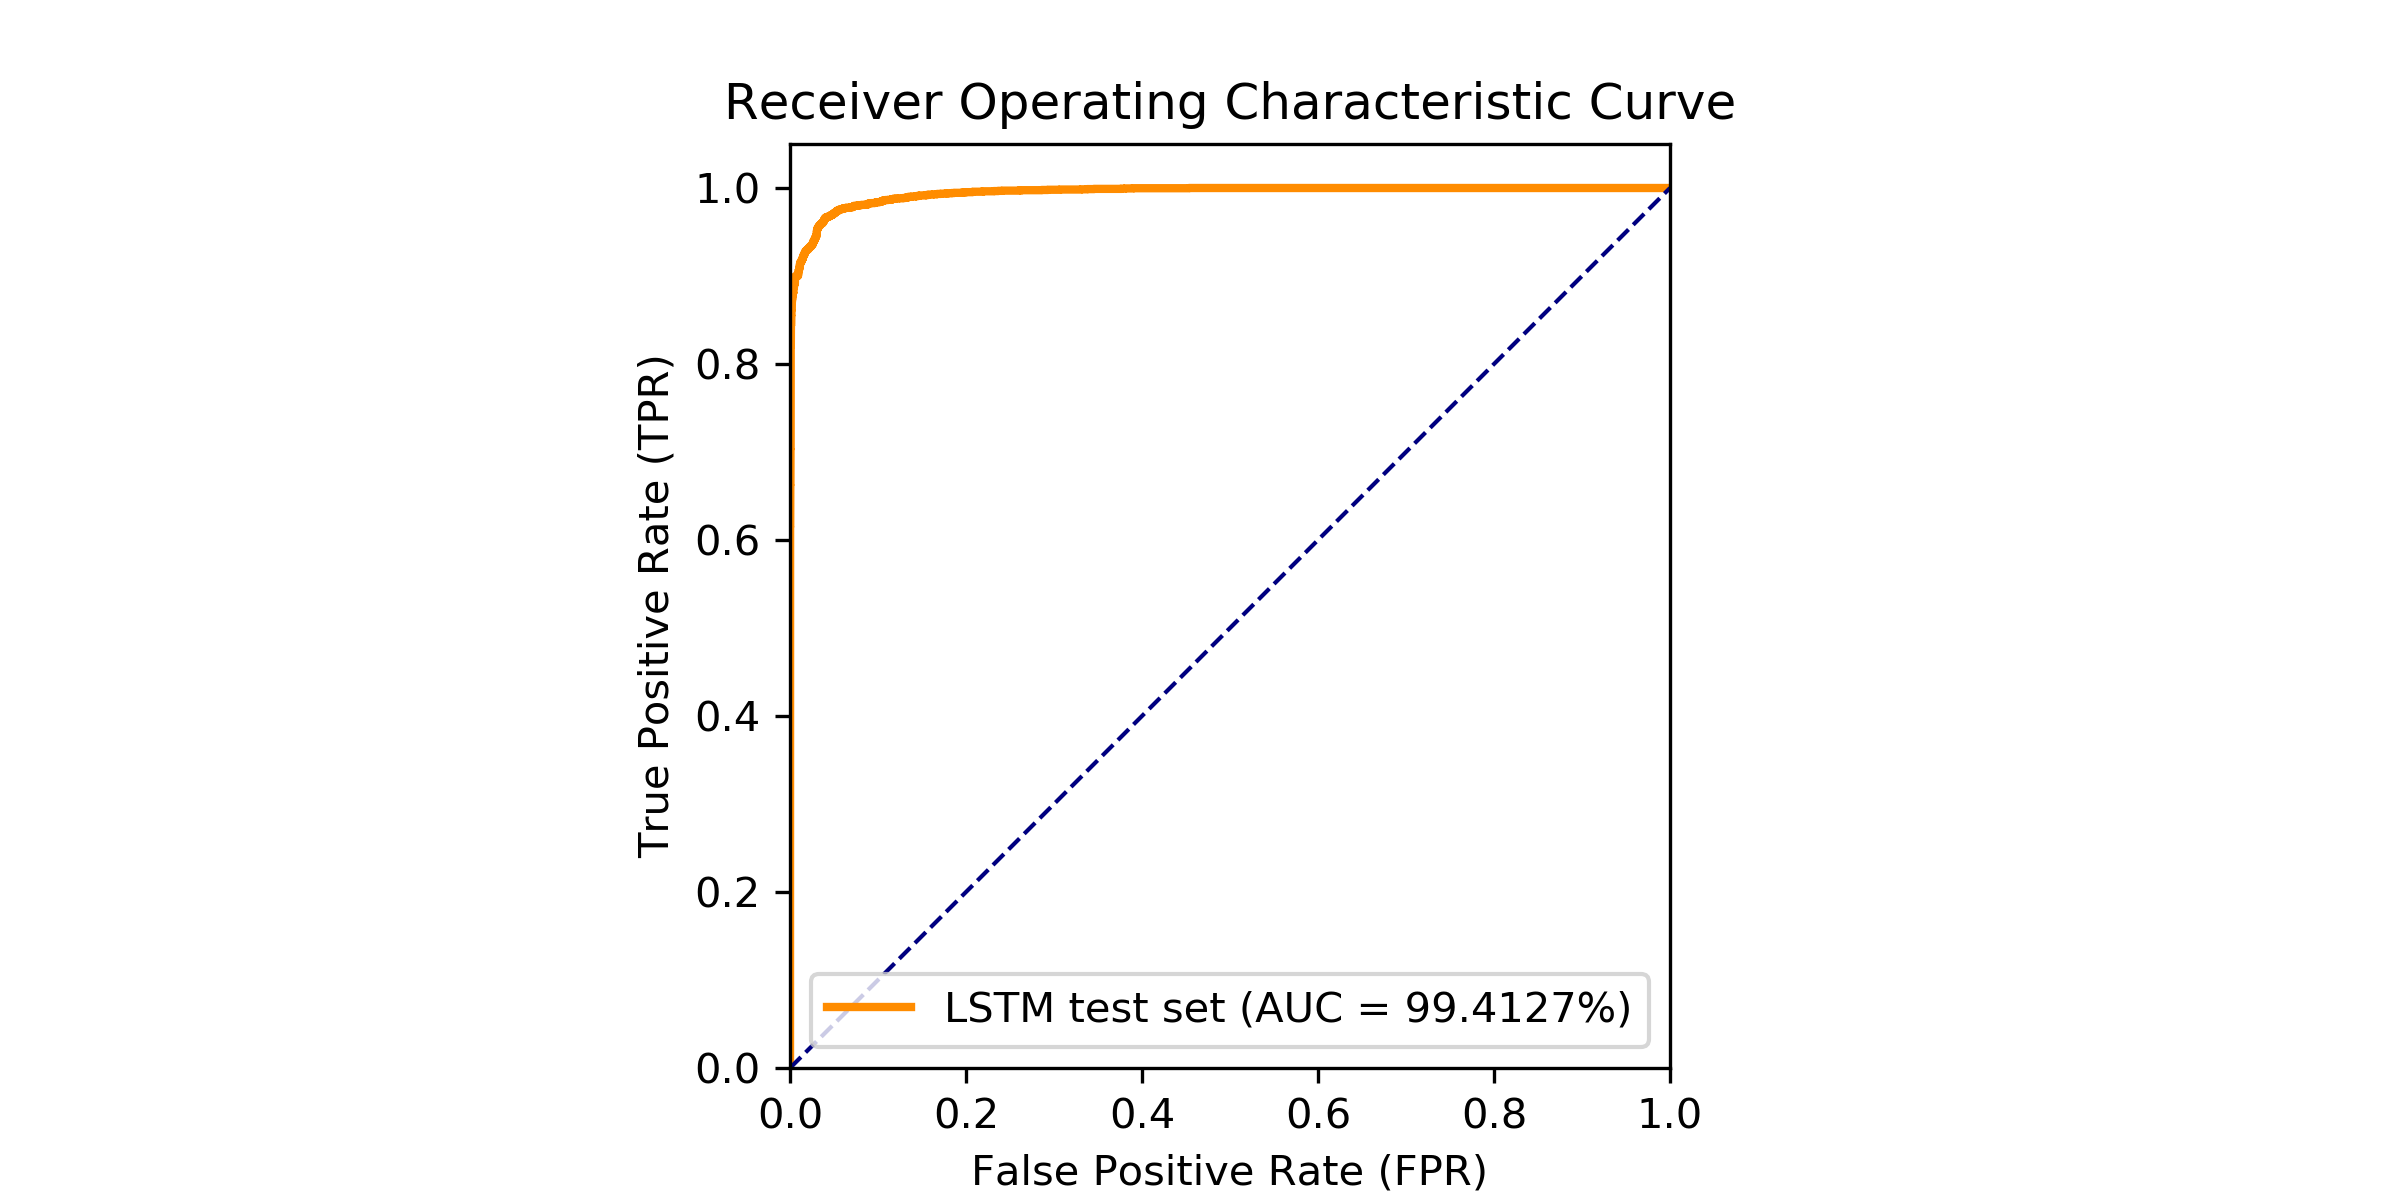 Receiver Operating Characteristic Curve
1.0
0.8
0.6
0.4
0.2
0.0
True Positive Rate (TPR)
LSTM test set (AUC = 99.4127%)
0.0 0.2 0.4 0.6 0.8 1.0
False Positive Rate (FPR)